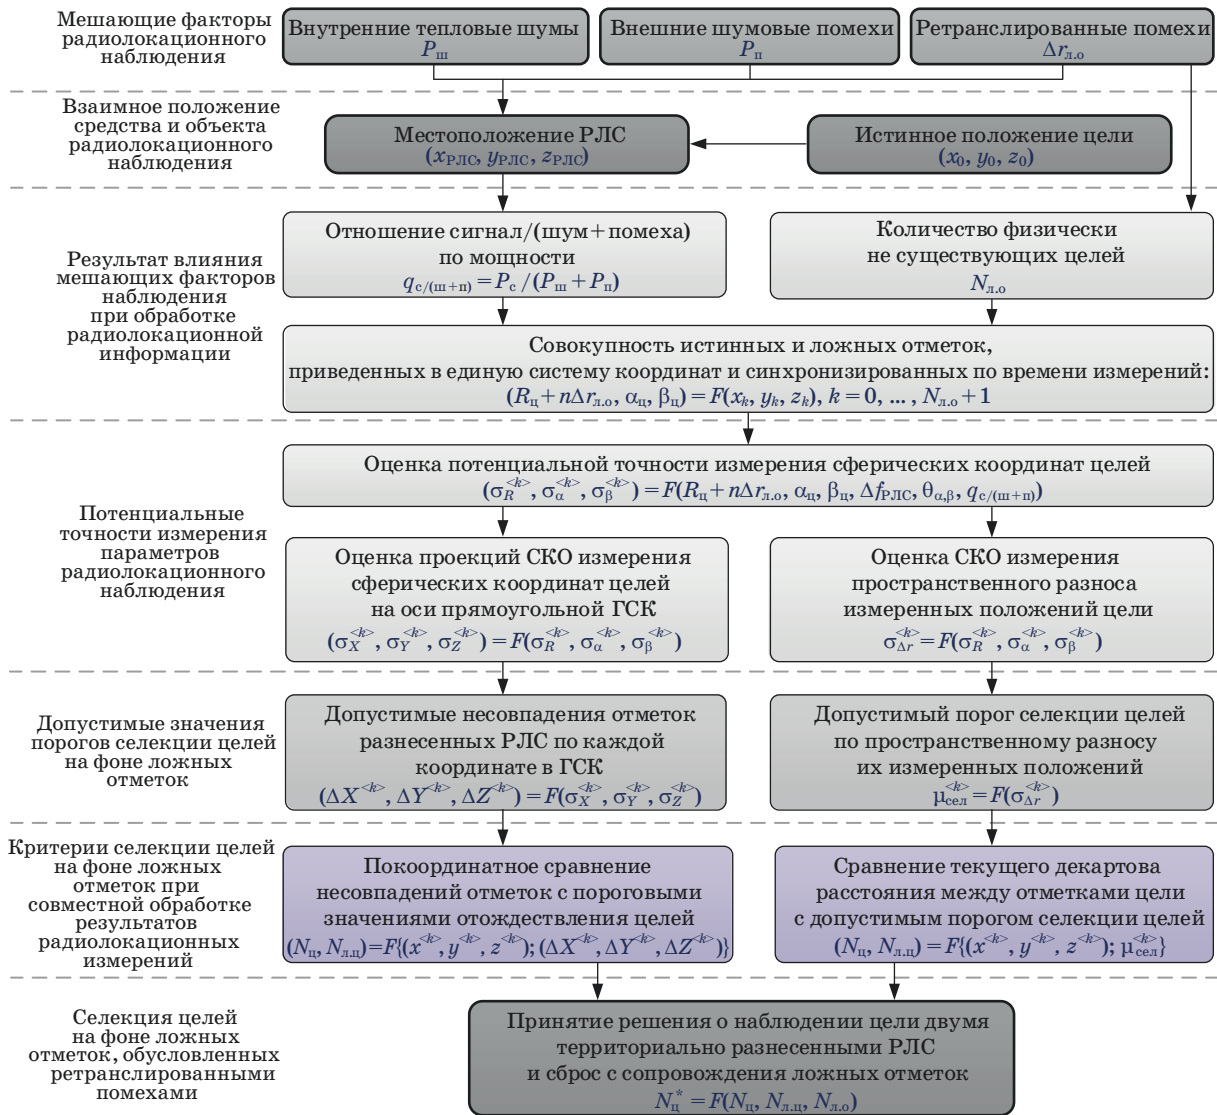 Мешающие факторы
радиолокационного
наблюдения
Внутренние тепловые шумы
Pш
Внешние шумовые помехи
Pп
Ретранслированные помехи
Δrл.о
Взаимное положение
средства и объекта
радиолокационного
наблюдения
Местоположение РЛС
(xРЛС, yРЛС, zРЛС)
Истинное положение цели
(x0, y0, z0)
Результат влияния
мешающих факторов
наблюдения
при обработке
радиолокационной
информации
Отношение сигнал/(шум+помеха)
по мощности
qс/(ш+п) = Pс /(Pш + Pп)
Количество физически
не существующих целей
Nл.о
Совокупность истинных и ложных отметок,
приведенных в единую систему координат и синхронизированных по времени измерений:
(Rц + nΔrл.о, αц, βц) = F(xk, yk, zk), k = 0, ... , Nл.о + 1
Потенциальные
точности измерения
параметров
радиолокационного
наблюдения
Оценка потенциальной точности измерения сферических координат целей
(σR<k>, σα<k>, σβ<k>) = F(Rц + nΔrл.о, αц, βц, ΔfРЛС, θα,β, qс/(ш+п))
Оценка проекций СКО измерения
сферических координат целей
на оси прямоугольной ГСК
(σX<k>, σY<k>, σZ<k>) = F(σR<k>, σα<k>, σβ<k>)
Оценка СКО измерения
пространственного разноса
измеренных положений цели
σΔr<k> = F(σR<k>, σα<k>, σβ<k>)
Допустимые значения
порогов селекции целей
на фоне ложных
отметок
Допустимые несовпадения отметок
разнесенных РЛС по каждой
координате в ГСК
(ΔX<k>, ΔY<k>, ΔZ<k>) = F(σX<k>, σY<k>, σZ<k>)
Допустимый порог селекции целей
по пространственному разносу
их измеренных положений
μсел<k> = F(σΔr<k>)
Критерии селекции целей
на фоне ложных
отметок при
совместной обработке
результатов
радиолокационных
измерений
Покоординатное сравнение
несовпадений отметок с пороговыми
значениями отождествления целей
(Nц, Nл.ц)=F{(x<k>, y<k>, z<k>); (ΔX<k>, ΔY<k>, ΔZ<k>)}
Сравнение текущего декартова
расстояния между отметками цели
с допустимым порогом селекции целей
(Nц, Nл.ц) = F{(x<k>, y<k>, z<k>); μсел<k>}
Селекция целей
на фоне ложных
отметок, обусловленных
ретранслированными
помехами
Принятие решения о наблюдении цели двумя
территориально разнесенными РЛС
и сброс с сопровождения ложных отметок
Nц* = F(Nц, Nл.ц, Nл.о)